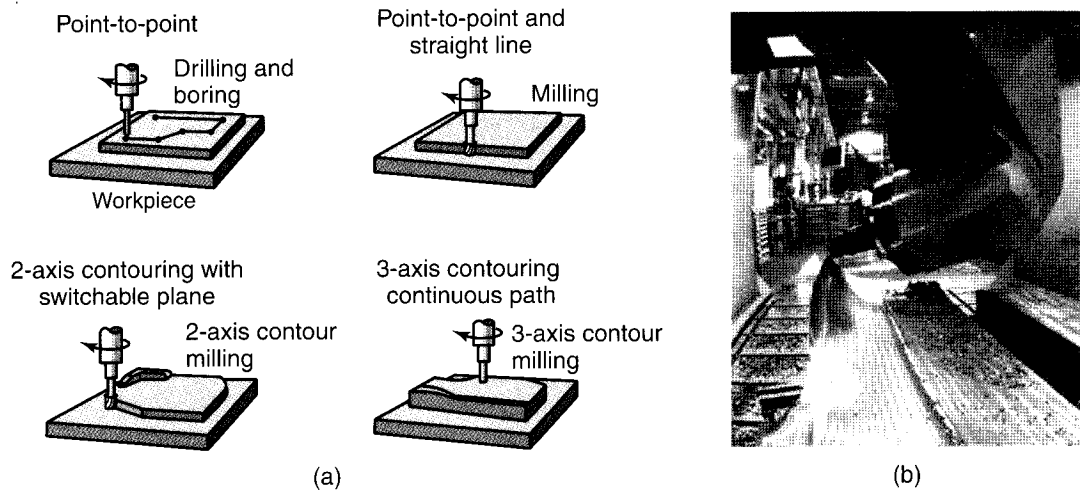 Point-to-point
Drilling and
boring
Workpiece
Point-to-point and
straight line
Milling
2-axis contouring with
switchable plane
2-axis contour
milling
3-axis contouring
continuous path
3-axis contour
milling
(a)
(b)